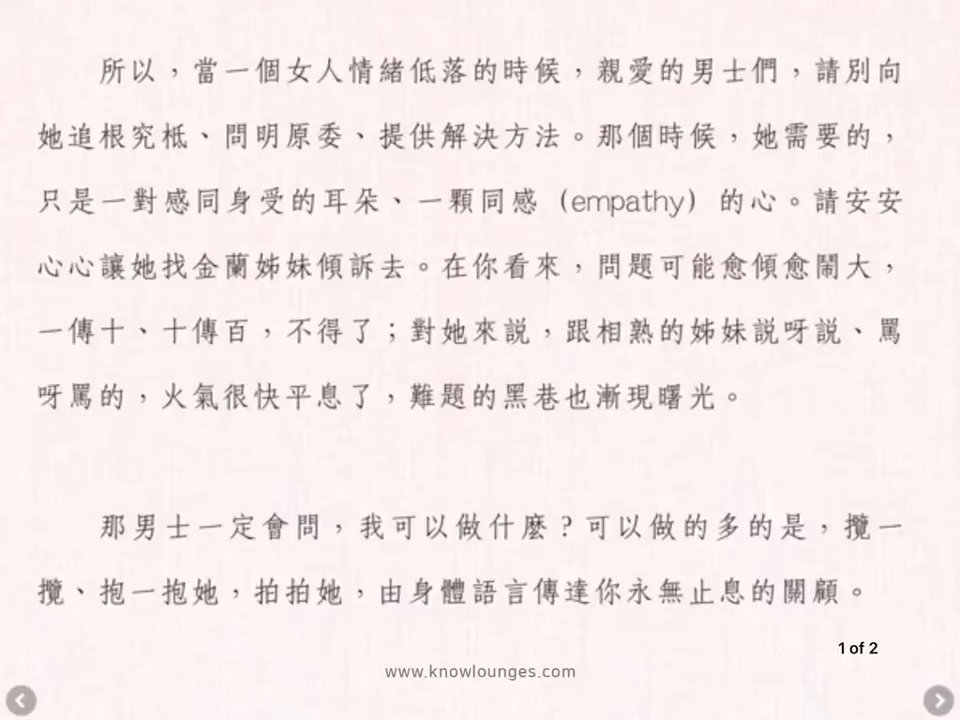 所以，當一個女人情緒低落的時候，親愛的男士們，請別向
她追根究柢、問明原委、提供解決方法。那個時候，她需要的，
只是一對感同身受的耳朵、一顆同感（empathy）的心。請安安
心心讓她找金蘭姊妹傾訴去。在你看來，問題可能愈傾愈鬧大，
一傳十、十傳百，不得了；對她來説，跟相熟的姊妹説呀説、罵
呀罵的，火氣很快平息了，難題的黑巷也漸現曙光。
那男士一定會問，我可以做什麼？可以做的多的是，攬一
攬、抱一抱她，拍拍她，由身體語言傳達你永無止息的關顧。
1 of 2
www.knowlounges.com